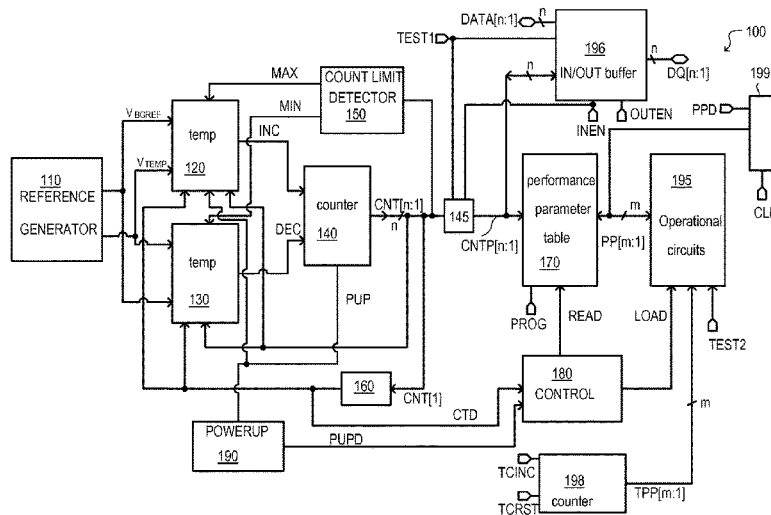 DATA[n:1]
n
TEST1
196
IN/OUT buffer
n
DQ[n:1]
100
199
PPD
CL
n
INEN
OUTEN
MAX
MIN
COUNT LIMIT
DETECTOR
150
VBGREF
temp
120
INC
VTEMP
110
REFERENCE
GENERATOR
counter
140
CNT[n:1]
n
145
CNTP[n:1]
performance
parameter
table
170
m
PP[m:1]
195
Operational
circuits
temp
130
DEC
PUP
PROG
READ
LOAD
TEST2
160
CNT[1]
180
CONTROL
CTD
m
POWERUP
190
PUPD
TCINC
TCRST
198
counter
TPP[m:1]